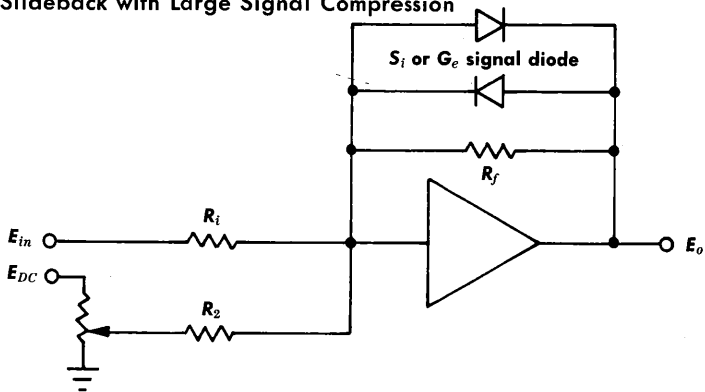 Slideback with Large Signal Compression
Si or Ge signal diode
Rf
Ri
Ein
Eo
EDC
R2